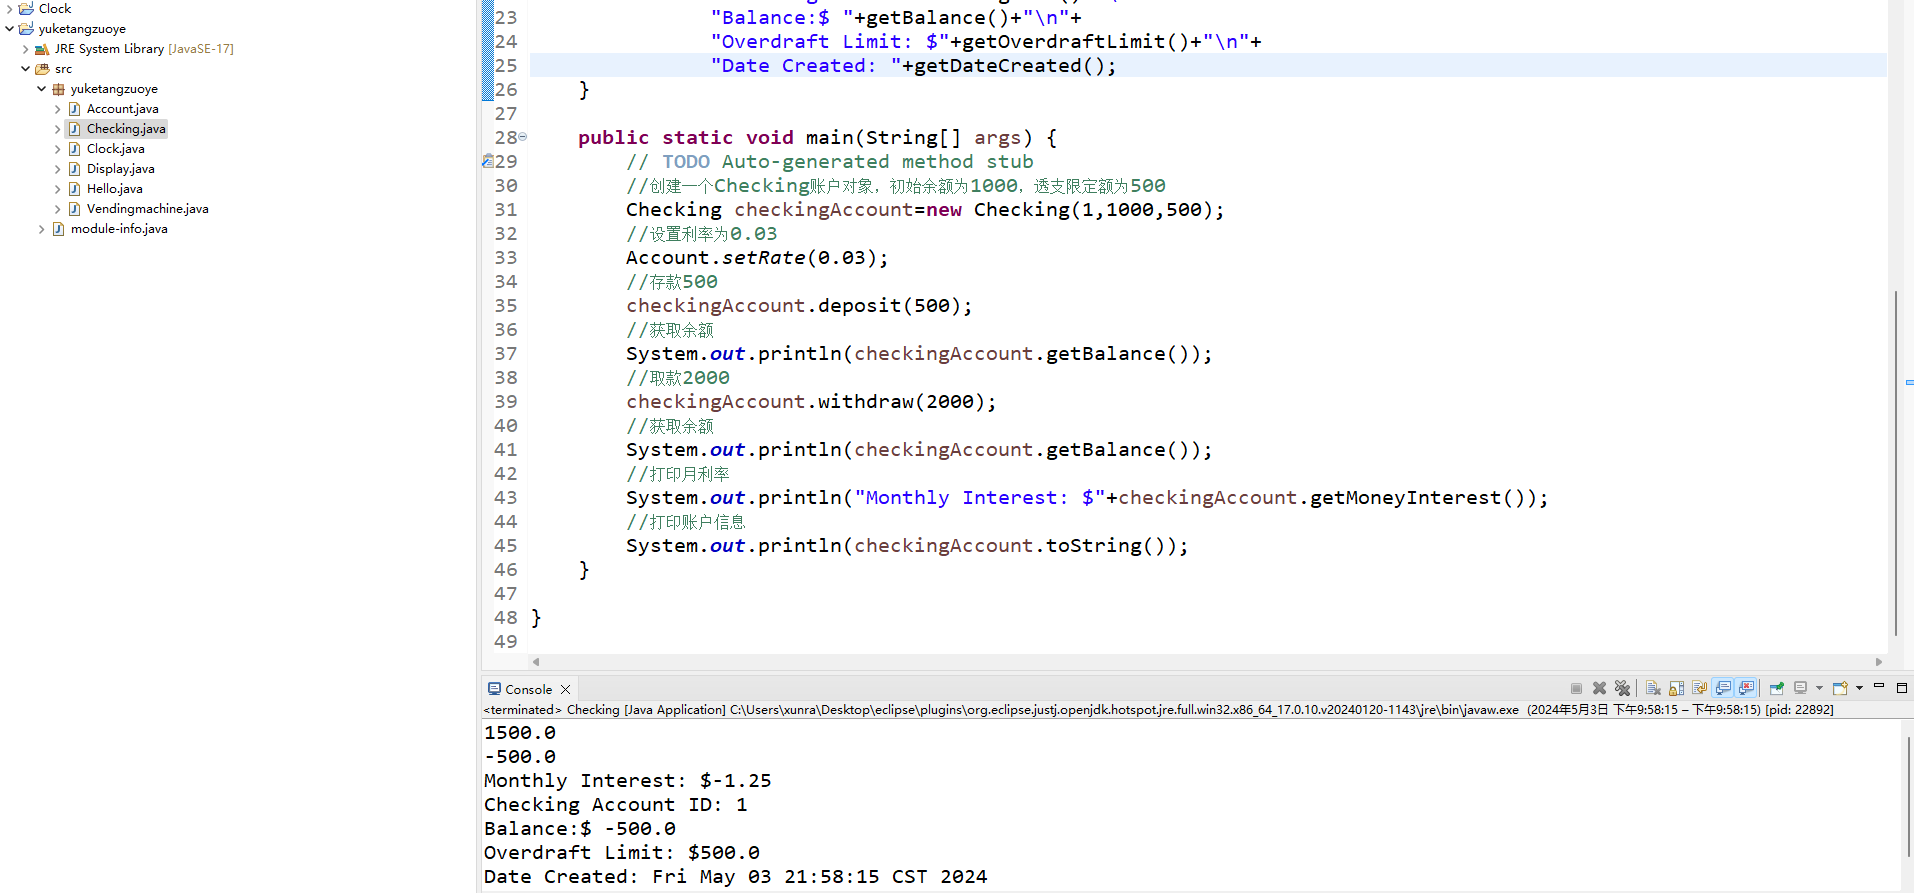 Clock
yuketangzuoye
JRE System Library [JavaSE-17]
src
yuketangzuoye
Account.java
Checking.java
Clock.java
Display.java
Hello.java
Vendingmachine.java
module-info.java
23 "Balance:$ "+getBalance()+"\n"+
24 "Overdraft Limit: $"+getOverdraftLimit()+"\n"+
25 "Date Created: "+getDateCreated();
26 }
27
28 public static void main(String[] args) {
29 // TODO Auto-generated method stub
30 //创建一个Checking账户对象，初始余额为1000，透支限定额为500
31 Checking checkingAccount=new Checking(1,1000,500);
32 //设置利率为0.03
33 Account.setRate(0.03);
34 //存款500
35 checkingAccount.deposit(500);
36 //获取余额
37 System.out.println(checkingAccount.getBalance());
38 //取款2000
39 checkingAccount.withdraw(2000);
40 //获取余额
41 System.out.println(checkingAccount.getBalance());
42 //打印月利率
43 System.out.println("Monthly Interest: $"+checkingAccount.getMoneyInterest());
44 //打印账户信息
45 System.out.println(checkingAccount.toString());
46 }
47
48 }
49
Console
<terminated> Checking [Java Application] C:\Users\xunra\Desktop\eclipse\plugins\org.eclipse.justj.openjdk.hotspot.jre.full.win32.x86_64_17.0.10.v20240120-1143\jre\bin\javaw.exe (2024年5月3日 下午9:58:15 – 下午9:58:15) [pid: 22892]
1500.0
-500.0
Monthly Interest: $-1.25
Checking Account ID: 1
Balance:$ -500.0
Overdraft Limit: $500.0
Date Created: Fri May 03 21:58:15 CST 2024